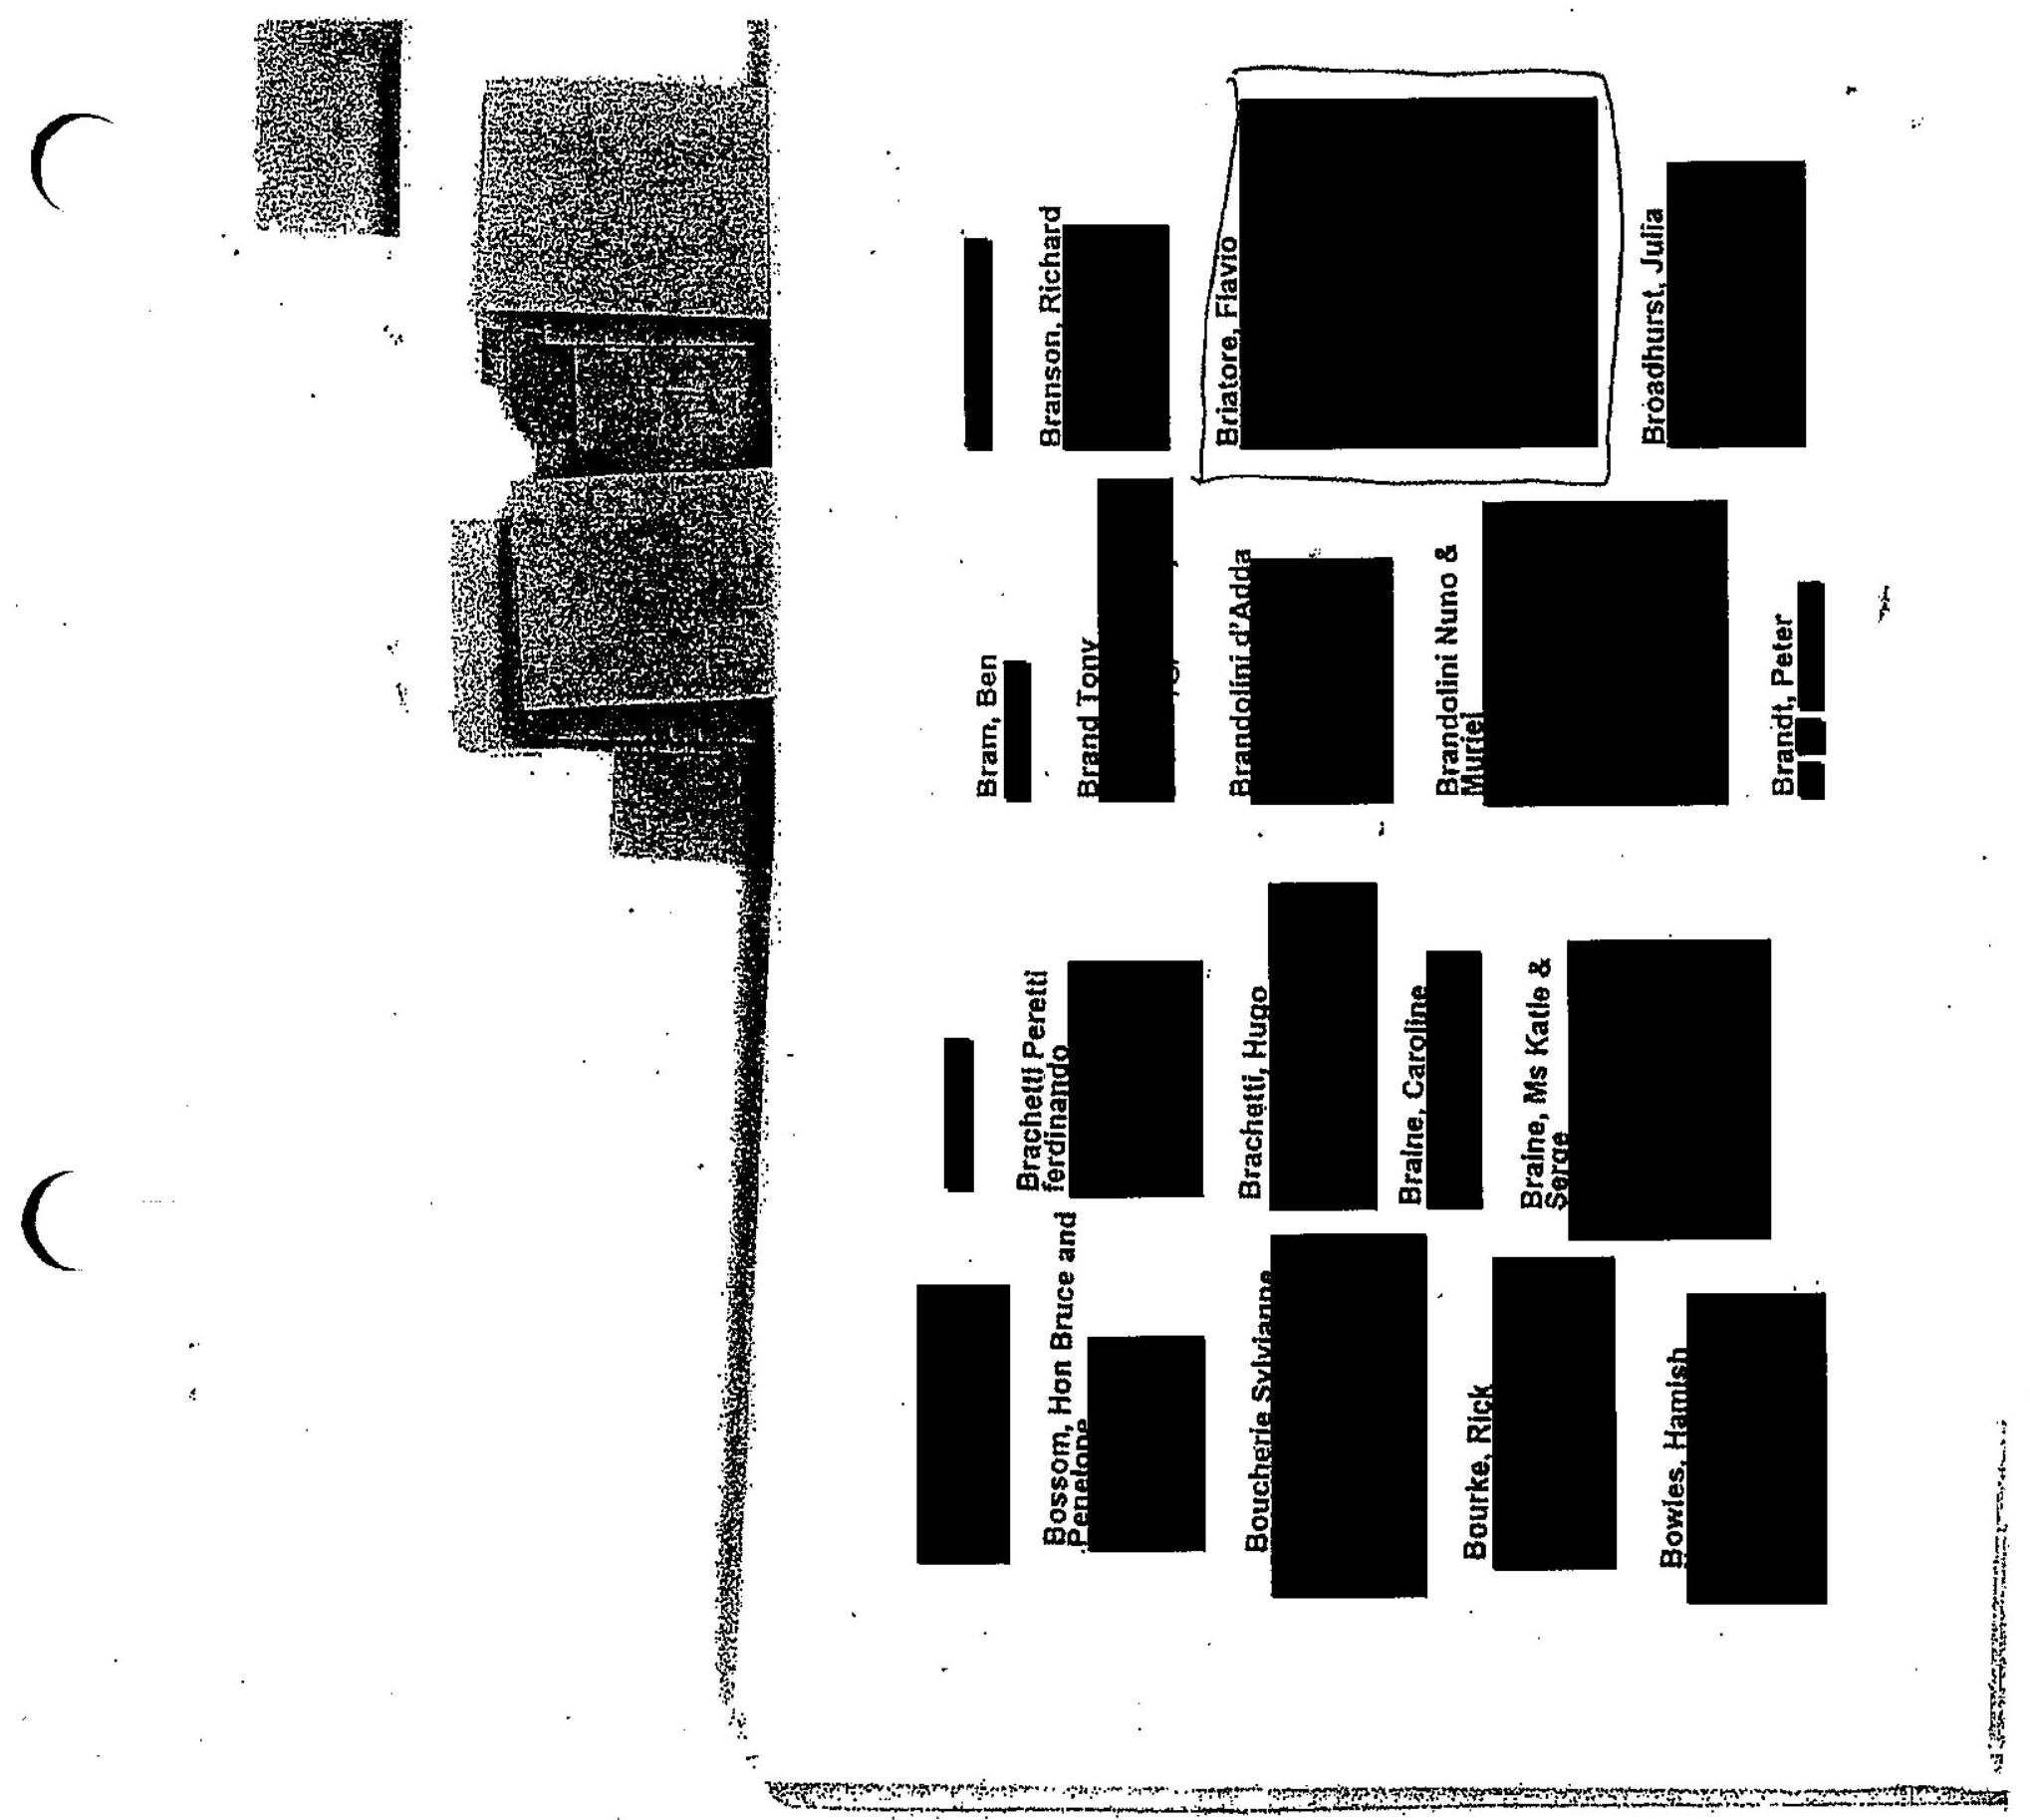 Bossom, Hon Bruce and
Penelope
Boucherie Sylvianne
Bourke, Rick
Bowles, Hamish
Brachetti Peretti
ferdinando
Brachetti, Hugo
Braine, Caroline
Braine, Ms Katie &
Serge
Bram, Ben
Brand Tony
Brandolini d'Adda
Brandolini Nuno &
Muriel
Brandt, Peter
Branson, Richard
Briatore, Flavio
Broadhurst, Julia